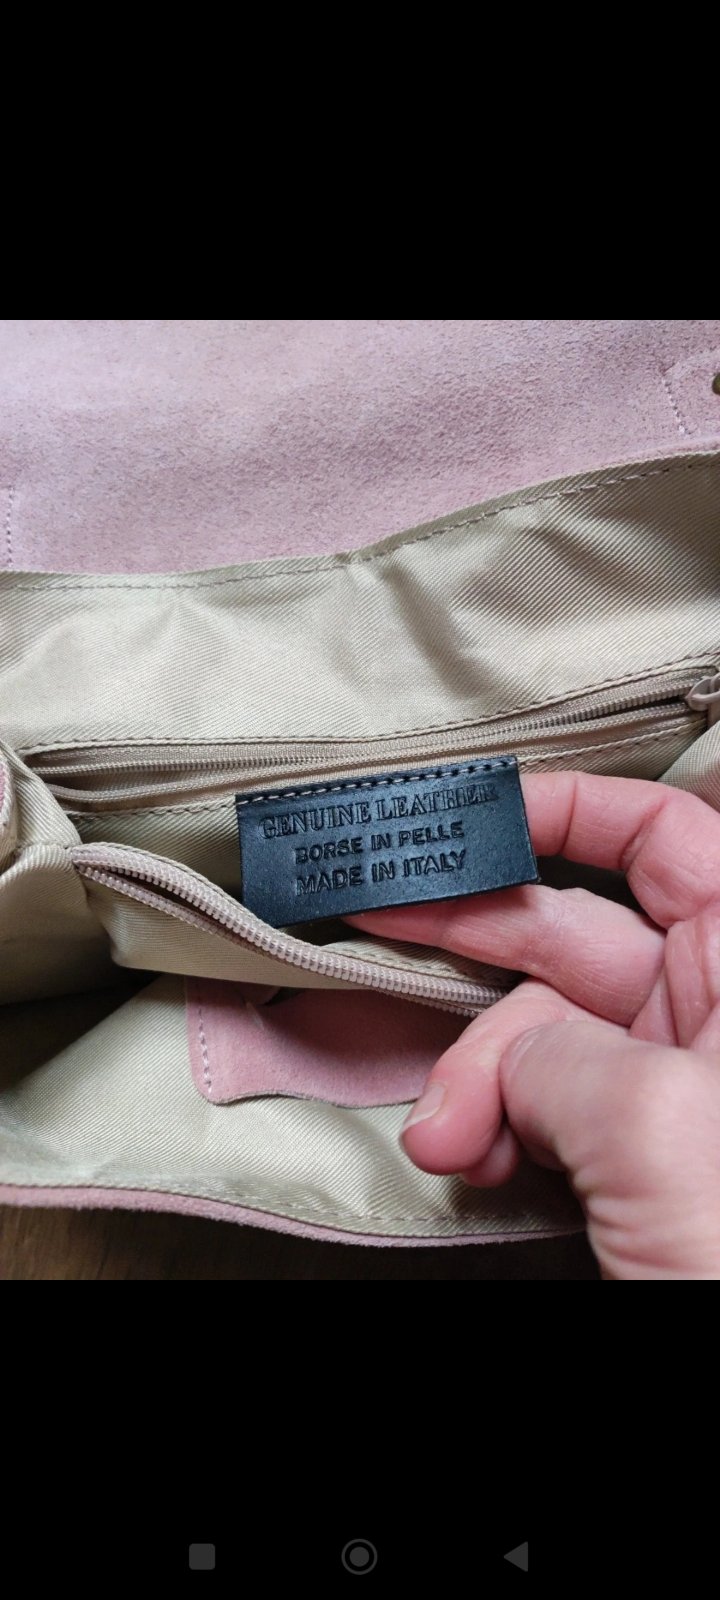 GENUINE LEATHER
BORSE IN PELLE
MADE IN ITALY